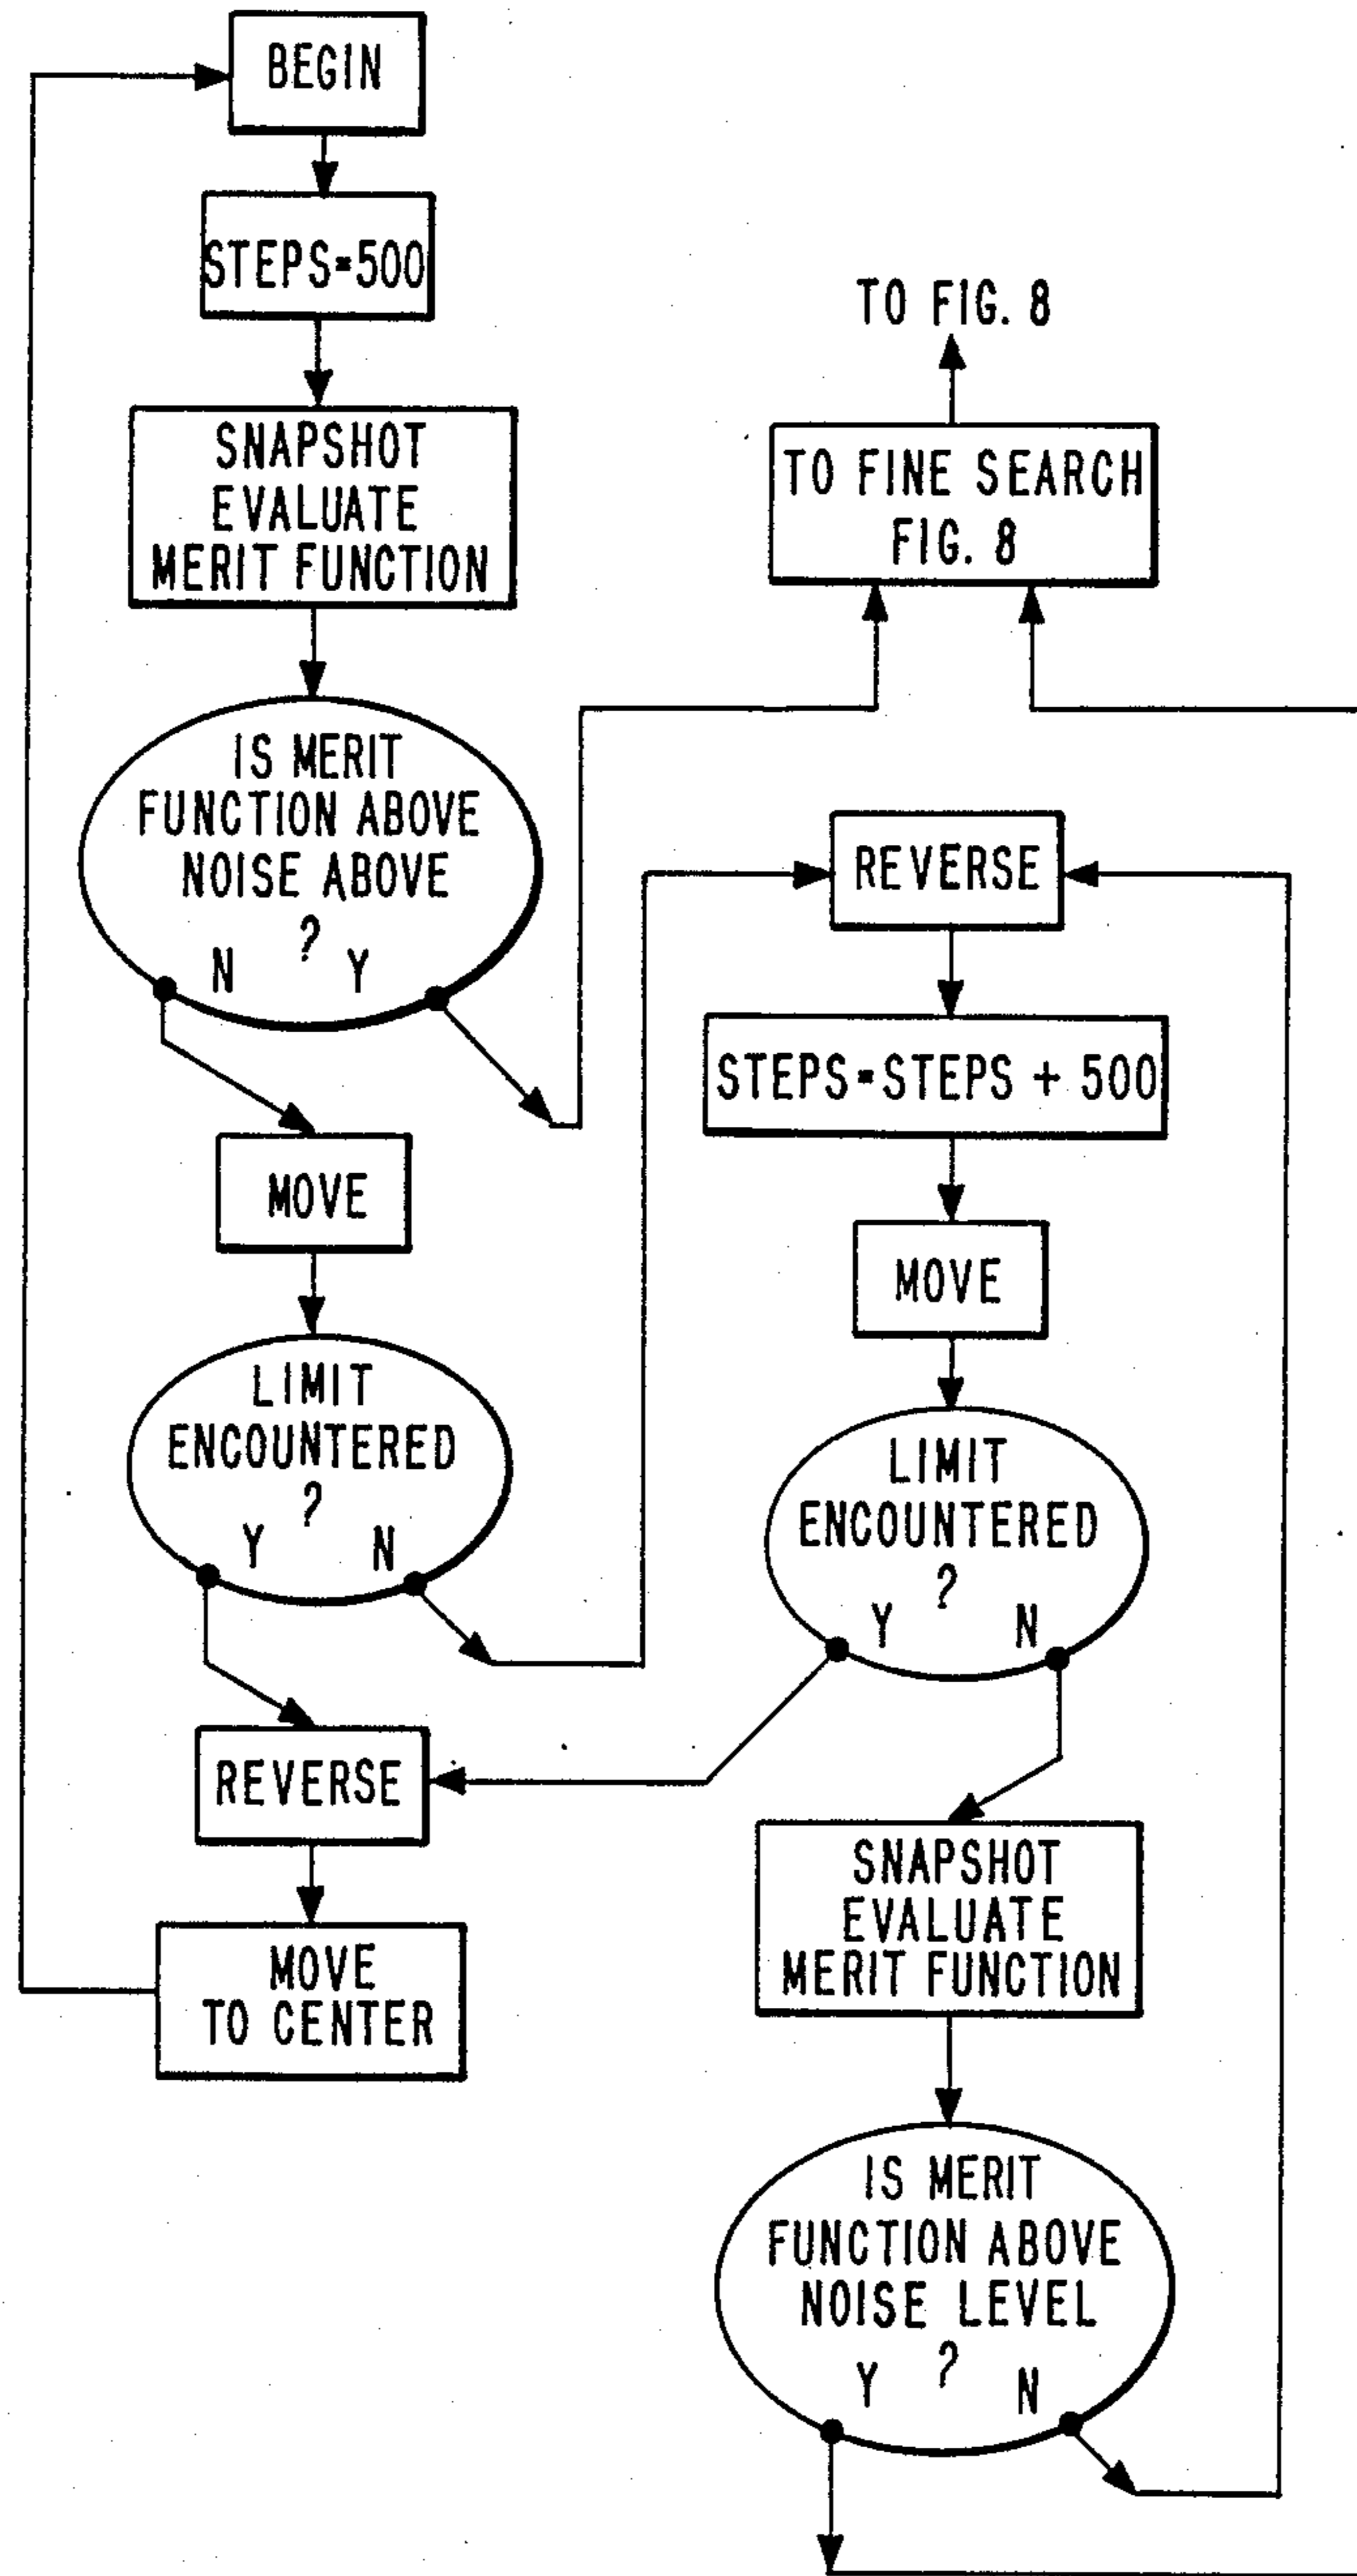 BEGIN
STEPS=500
SNAPSHOT
EVALUATE
MERIT FUNCTION
IS MERIT
FUNCTION ABOVE
NOISE ABOVE
?
N Y
MOVE
LIMIT
ENCOUNTERED
?
Y N
REVERSE
MOVE
TO CENTER
TO FIG. 8
TO FINE SEARCH
FIG. 8
REVERSE
STEPS=STEPS + 500
MOVE
LIMIT
ENCOUNTERED
?
Y N
SNAPSHOT
EVALUATE
MERIT FUNCTION
IS MERIT
FUNCTION ABOVE
NOISE LEVEL
?
Y N